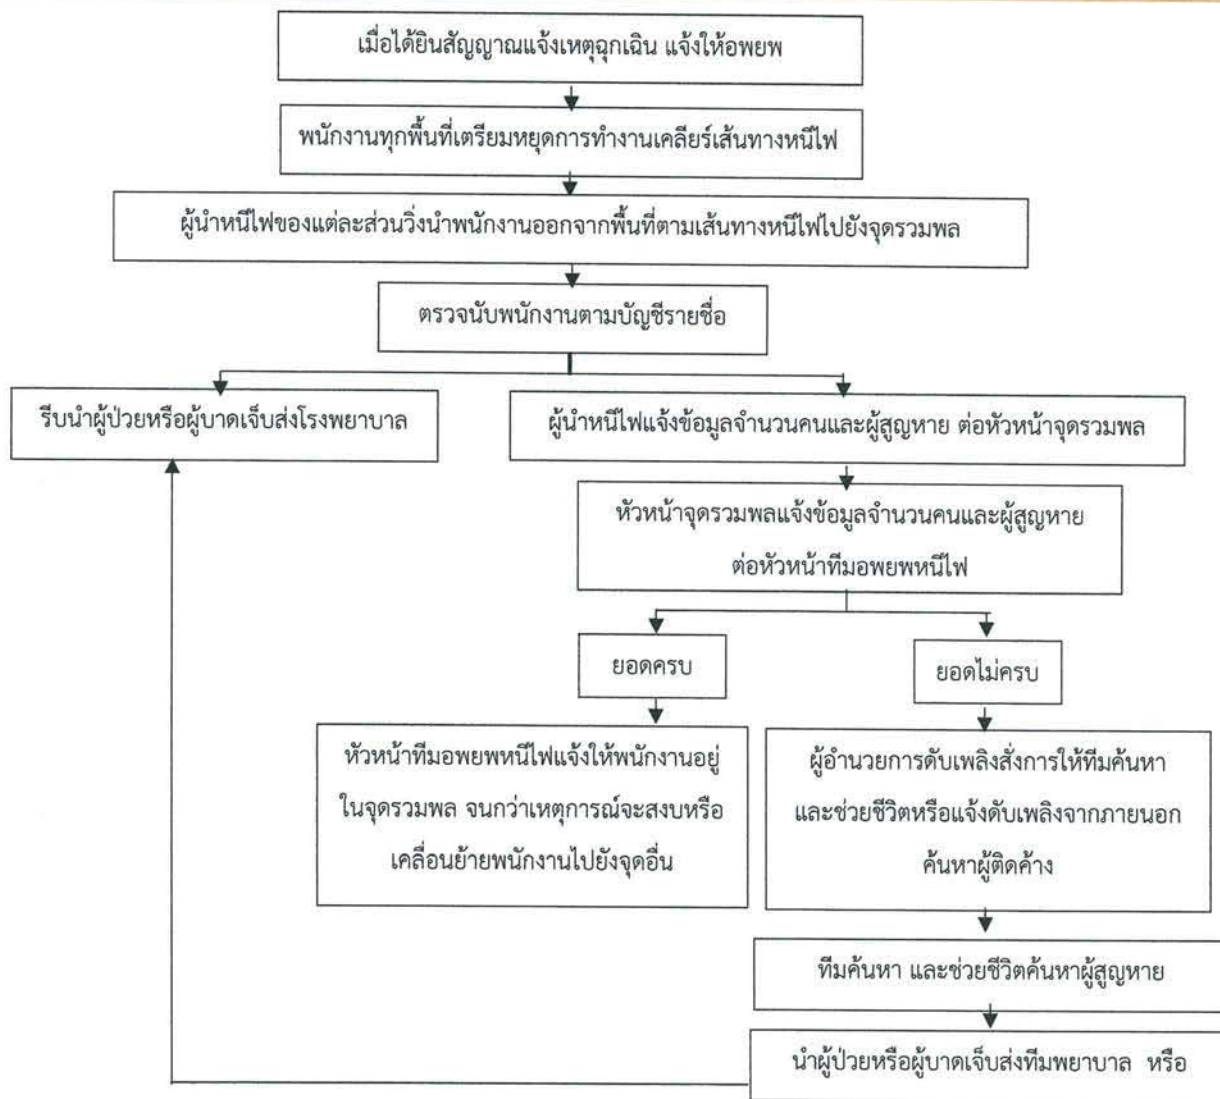 เมื่อได้ยินสัญญาณแจ้งเหตุฉุกเฉิน แจ้งให้อพยพ
พนักงานทุกพื้นที่เตรียมหยุดการทำงานเคลียร์เส้นทางหนีไฟ
ผู้นำหนีไฟของแต่ละส่วนวิ่งนำพนักงานออกจากพื้นที่ตามเส้นทางหนีไฟไปยังจุดรวมพล
ตรวจนับพนักงานตามบัญชีรายชื่อ
รีบนำผู้ป่วยหรือผู้บาดเจ็บส่งโรงพยาบาล
ผู้นำหนีไฟแจ้งข้อมูลจำนวนคนและผู้สูญหาย ต่อหัวหน้าจุดรวมพล
หัวหน้าจุดรวมพลแจ้งข้อมูลจำนวนคนและผู้สูญหาย
ต่อหัวหน้าทีมอพยพหนีไฟ
ยอดครบ
ยอดไม่ครบ
หัวหน้าทีมอพยพหนีไฟแจ้งให้พนักงานอยู่
ในจุดรวมพล จนกว่าเหตุการณ์จะสงบหรือ
เคลื่อนย้ายพนักงานไปยังจุดอื่น
ผู้อำนวยการดับเพลิงสั่งการให้ทีมค้นหา
และช่วยชีวิตหรือแจ้งดับเพลิงจากภายนอก
ค้นหาผู้ติดค้าง
ทีมค้นหา และช่วยชีวิตค้นหาผู้สูญหาย
นำผู้ป่วยหรือผู้บาดเจ็บส่งทีมพยาบาล หรือ